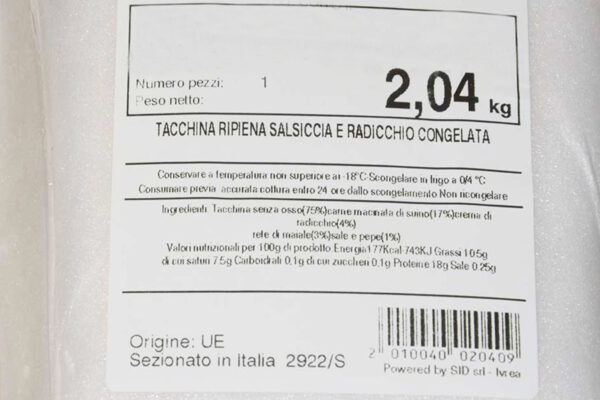 Numero pezzi: 1
Peso netto: 2,04 kg
TACCHINA RIPIENA SALSICCIA E RADICCHIO CONGELATA
Conservare a temperatura non superiore ai -18°C-Scongelare in frigo a 0/4 °C
Consumare previa accurata cottura entro 24 ore dallo scongelamento Non ricongelare
Ingredienti: Tacchina senza osso(75%)carne macinata di suino(17%)crema di
radicchio(4%)
rete di maiale(3%)sale e pepe(1%)
Valori nutrizionali per 100g di prodotto Energia177Kcal-743KJ Grassi 10.5g
di cui saturi 7.5g Carboidrati 0,1g di cui zuccheri 0.1g Proteine 18g Sale 0.25g
Origine: UE
Sezionato in Italia 2922/S
2 010040 020409
Powered by SID srl - Ivrea